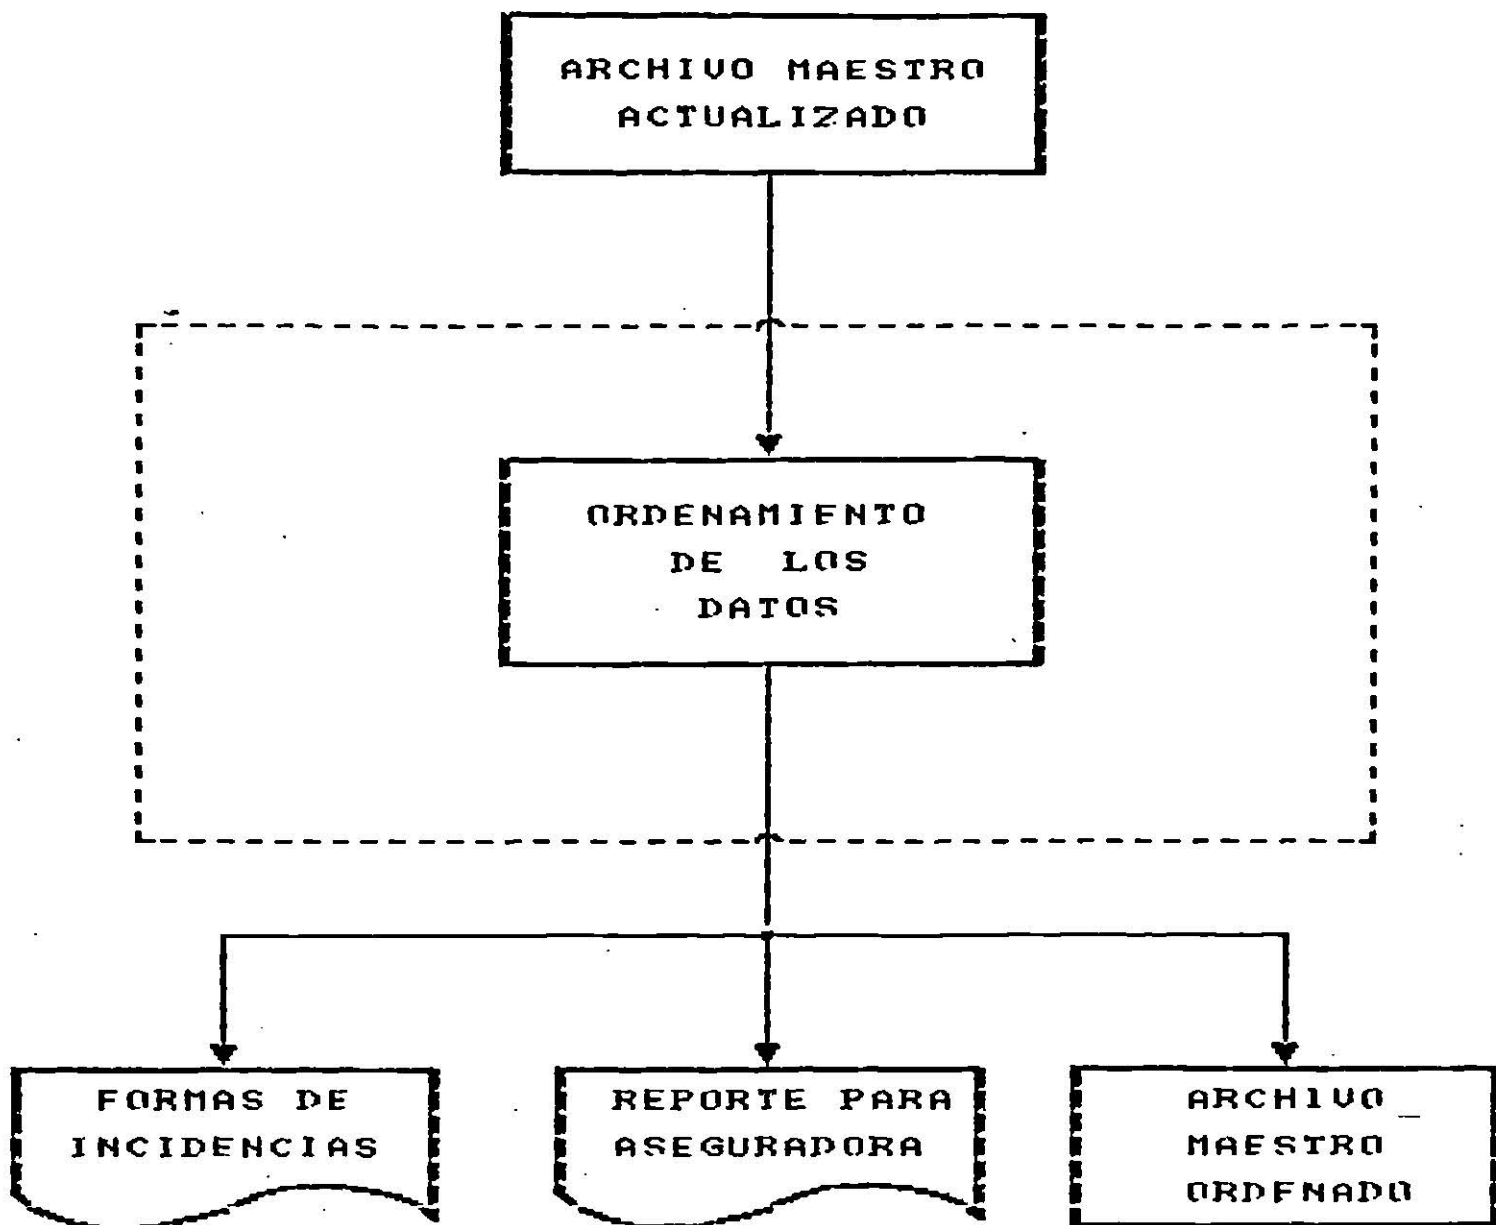 ARCHIVO MAESTRO
ACTUALIZADO
ORDENAMIENTO
DE LOS
DATOS
FORMAS DE
INCIDENCIAS
REPORTE PARA
ASEGURADORA
ARCHIVO
MAESTRO
ORDENADO